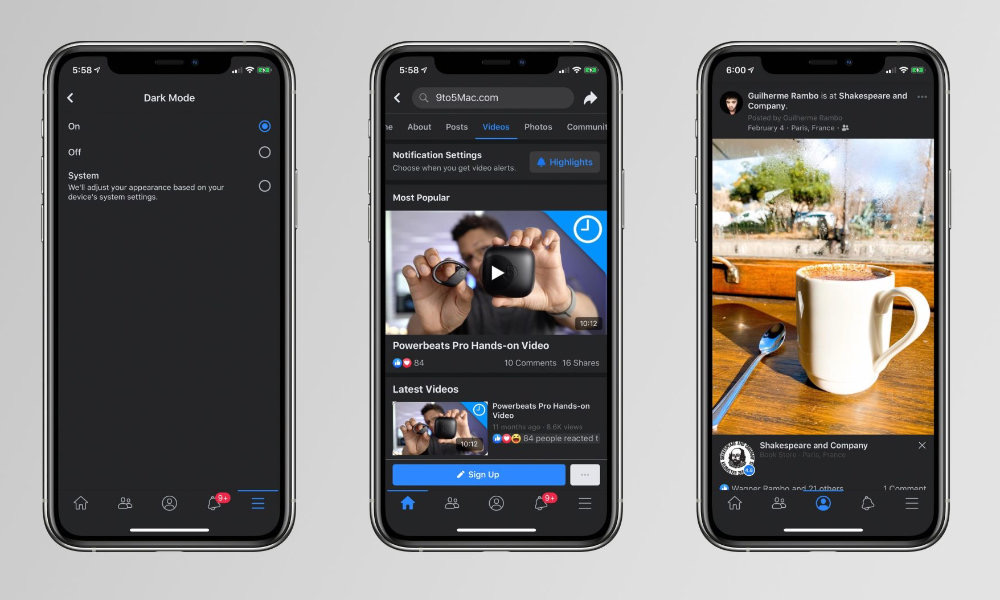 5:58
Dark Mode
On
Off
System
We'll adjust your appearance based on your
device's system settings.
9+
5:58
9to5Mac.com
ne About Posts Videos Photos Communit
Notification Settings
Choose when you get video alerts.
Highlights
Most Popular
10:12
Powerbeats Pro Hands-on Video
84
10 Comments 16 Shares
Latest Videos
10:12
Powerbeats Pro Hands-on
Video
11 months ago · 8.6K views
84 people reacted t
Sign Up
9+
6:00
Guilherme Rambo is at Shakespeare and
Company.
Posted by Guilherme Rambo
February 4 · Paris, France ·
Shakespeare and Company
Book Store · Paris, France
Wagner Rambo and 21 others
1 Comment